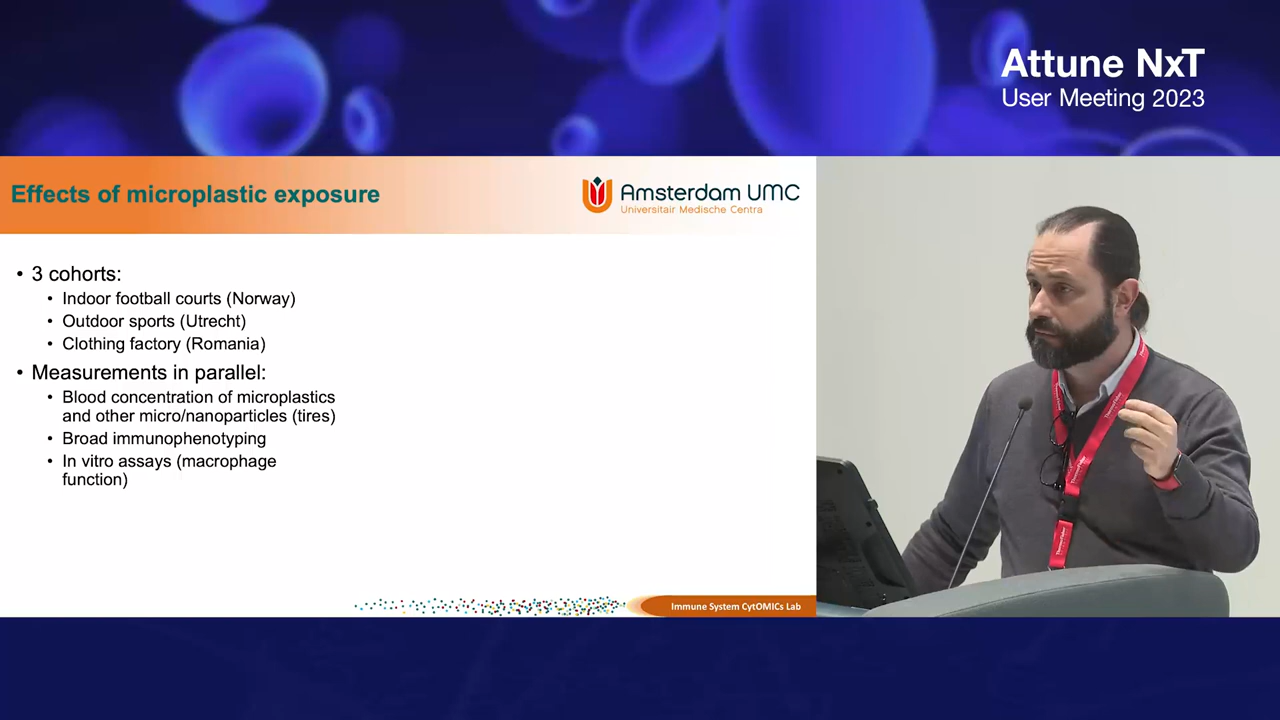 Attune NxT
User Meeting 2023
Effects of microplastic exposure
Amsterdam UMC
Universitair Medische Centra
• 3 cohorts:
• Indoor football courts (Norway)
• Outdoor sports (Utrecht)
• Clothing factory (Romania)
• Measurements in parallel:
• Blood concentration of microplastics
and other micro/nanoparticles (tires)
• Broad immunophenotyping
• In vitro assays (macrophage
function)
Immune System CytOMICs Lab